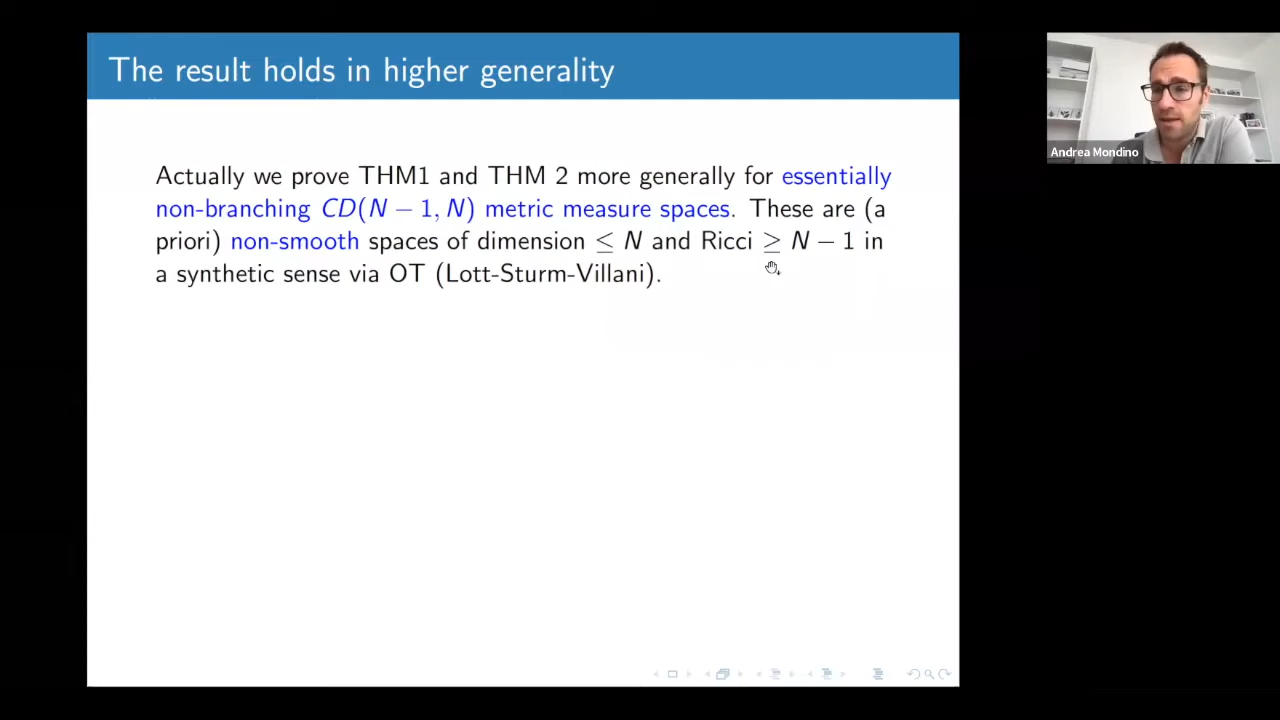 The result holds in higher generality
Actually we prove THM1 and THM 2 more generally for essentially
non-branching CD(N − 1, N) metric measure spaces. These are (a
priori) non-smooth spaces of dimension ≤ N and Ricci ≥ N − 1 in
a synthetic sense via OT (Lott-Sturm-Villani).
Andrea Mondino